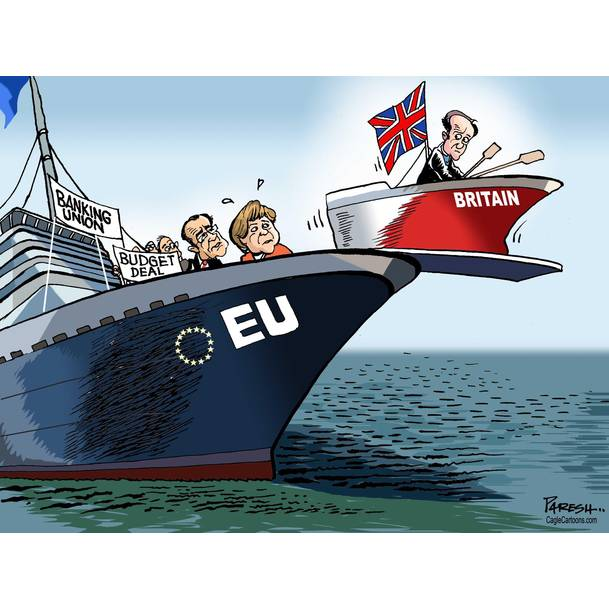 BANKING
UNION
BUDGET
DEAL
EU
BRITAIN
PARESH..
CagleCartoons.com